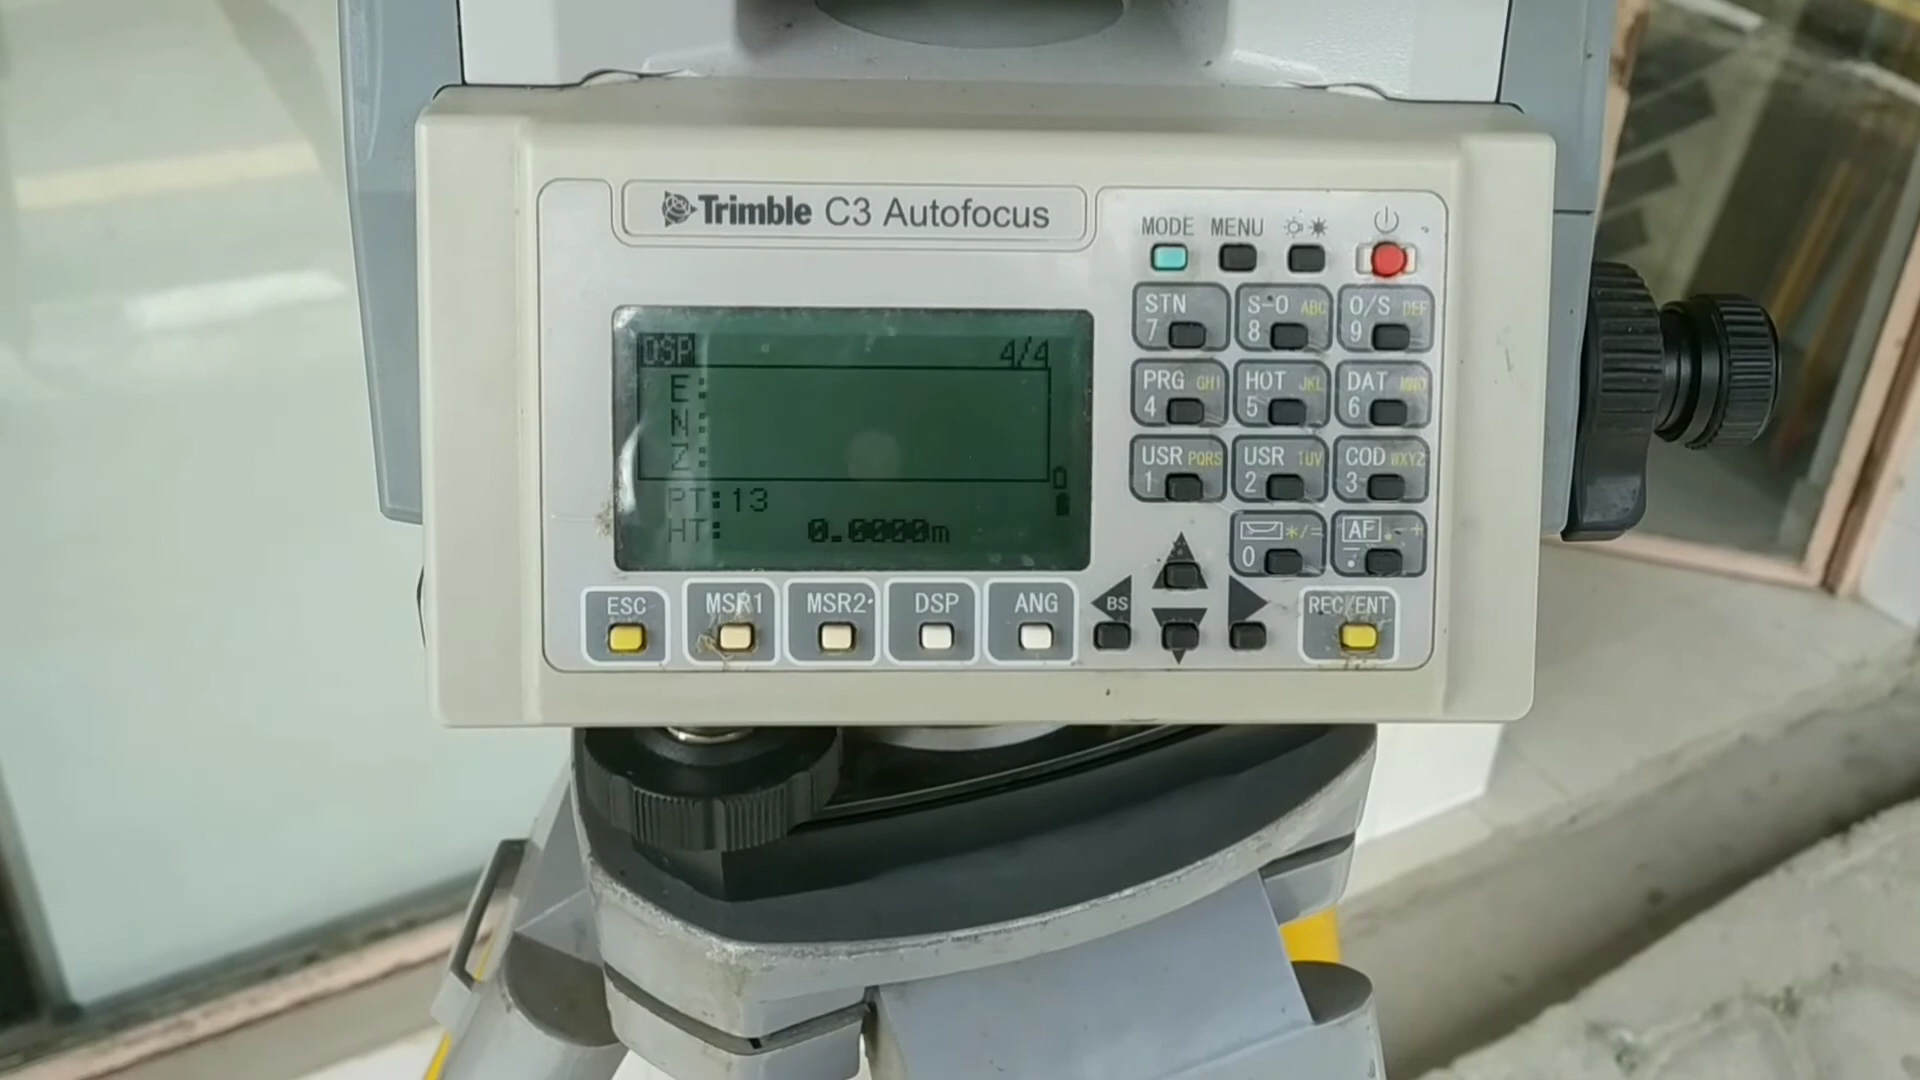 Trimble C3 Autofocus
MODE MENU
DSP 4/4
E:
N:
Z:
PT:13
HT: 0.0000m
STN 7
S-O ABC 8
O/S DEF 9
PRG GHI 4
HOT JKL 5
DAT MNO 6
USR PQRS 1
USR TUV 2
COD WXYZ 3
*/= 0
AF .-+
ESC MSR1 MSR2 DSP ANG BS REC/ENT